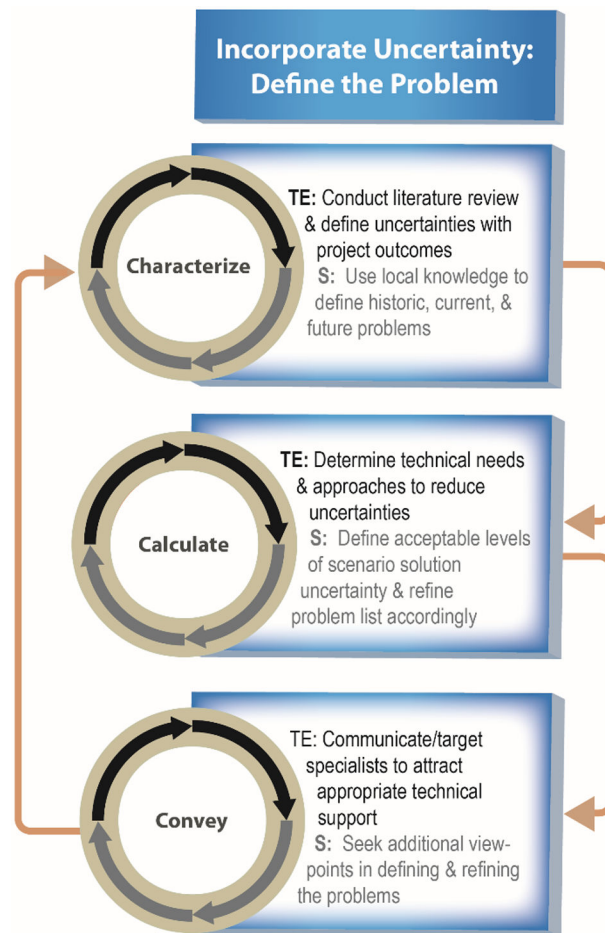 Incorporate Uncertainty:
Define the Problem
Characterize
TE: Conduct literature review
& define uncertainties with
project outcomes
S: Use local knowledge to
define historic, current, &
future problems
Calculate
TE: Determine technical needs
& approaches to reduce
uncertainties
S: Define acceptable levels
of scenario solution
uncertainty & refine
problem list accordingly
Convey
TE: Communicate/target
specialists to attract
appropriate technical
support
S: Seek additional view-
points in defining & refining
the problems